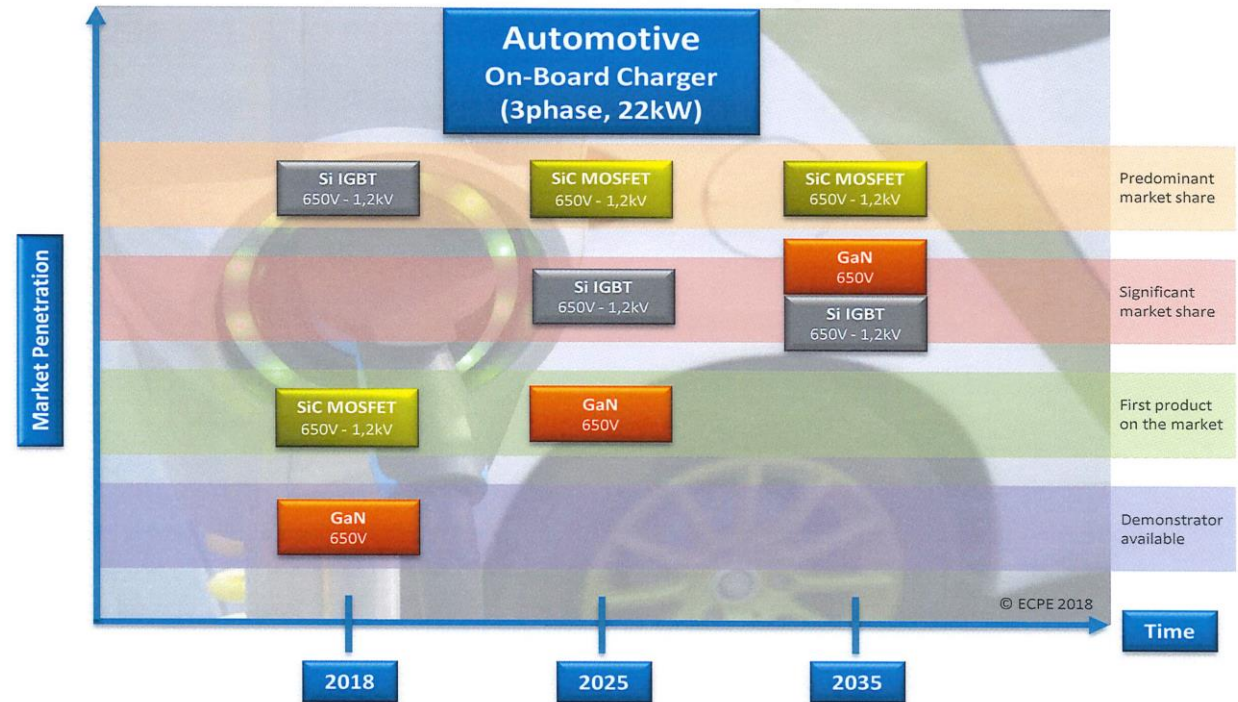 Automotive
On-Board Charger
(3phase, 22kW)
Market Penetration
Si IGBT
650V - 1,2kV
SiC MOSFET
650V - 1,2kV
SiC MOSFET
650V - 1,2kV
Predominant
market share
Si IGBT
650V - 1,2kV
GaN
650V
Si IGBT
650V - 1,2kV
Significant
market share
SiC MOSFET
650V - 1,2kV
GaN
650V
First product
on the market
GaN
650V
Demonstrator
available
© ECPE 2018
Time
2018
2025
2035